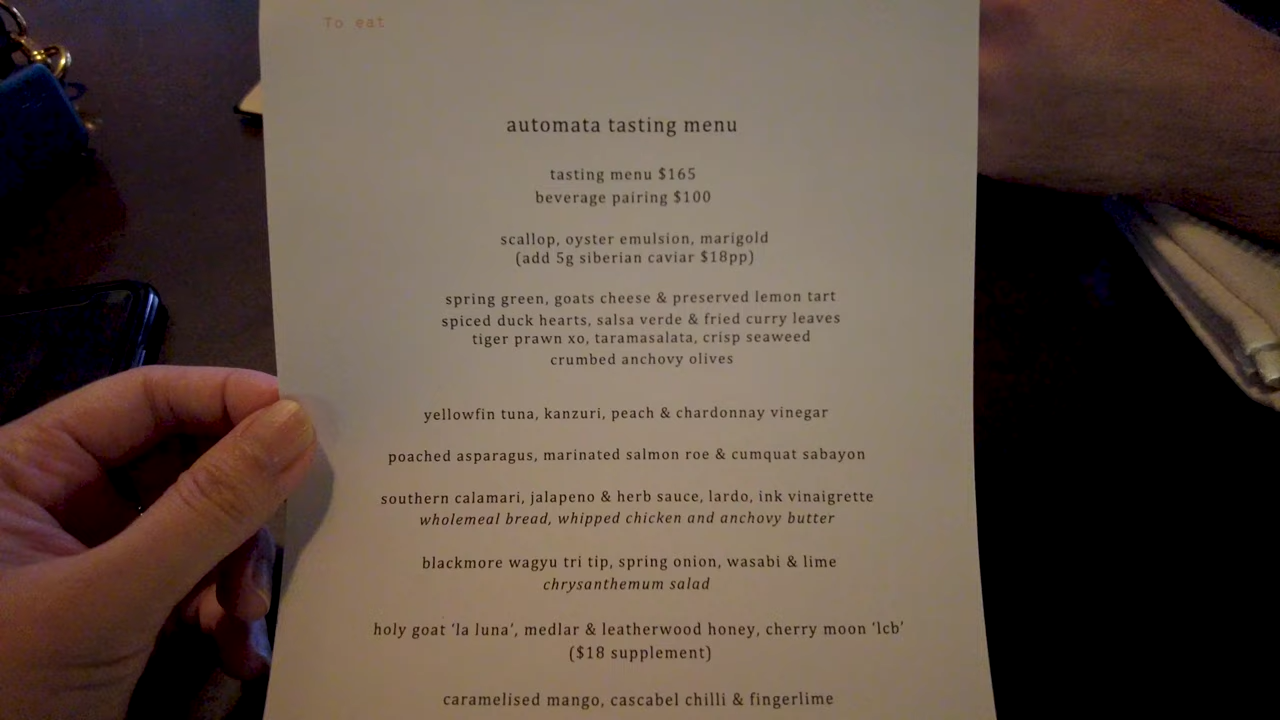 To eat
automata tasting menu
tasting menu $165
beverage pairing $100
scallop, oyster emulsion, marigold
(add 5g siberian caviar $18pp)
spring green, goats cheese & preserved lemon tart
spiced duck hearts, salsa verde & fried curry leaves
tiger prawn xo, taramasalata, crisp seaweed
crumbed anchovy olives
yellowfin tuna, kanzuri, peach & chardonnay vinegar
poached asparagus, marinated salmon roe & cumquat sabayon
southern calamari, jalapeno & herb sauce, lardo, ink vinaigrette
wholemeal bread, whipped chicken and anchovy butter
blackmore wagyu tri tip, spring onion, wasabi & lime
chrysanthemum salad
holy goat ‘la luna’, medlar & leatherwood honey, cherry moon ‘lcb’
($18 supplement)
caramelised mango, cascabel chilli & fingerlime